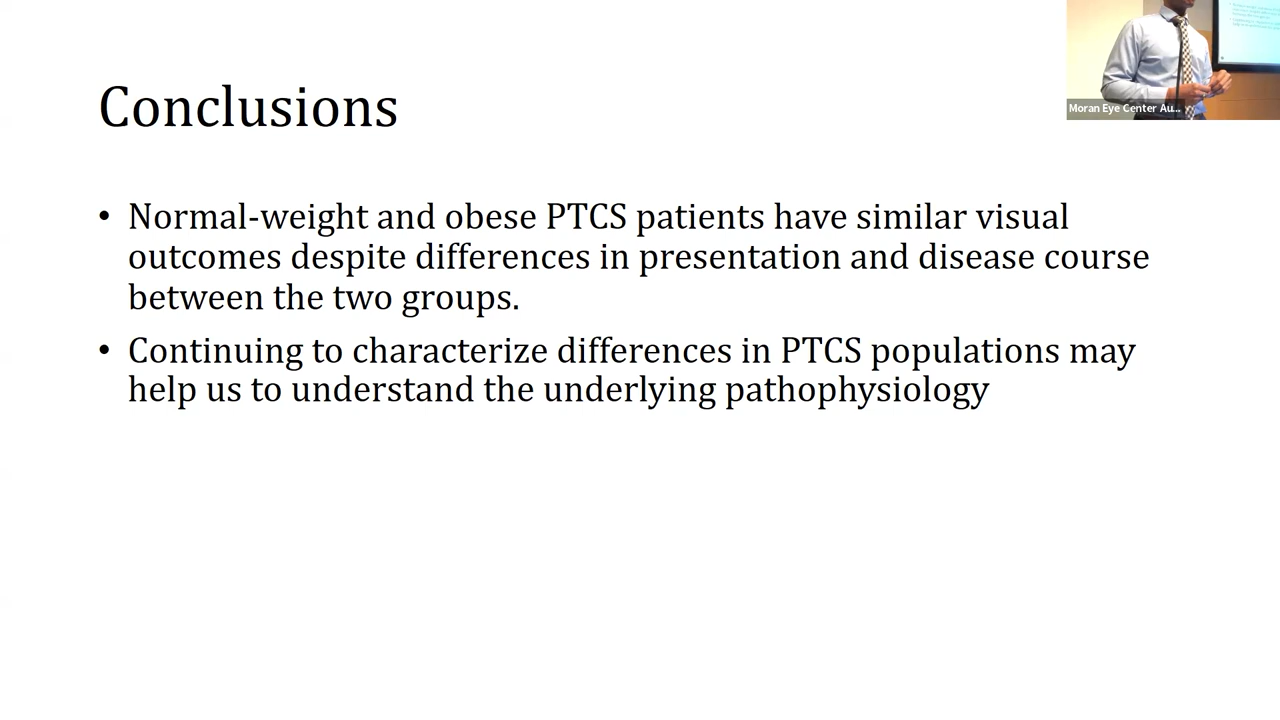 Conclusions
• Normal-weight and obese PTCS patients have similar visual
outcomes despite differences in presentation and disease course
between the two groups.
• Continuing to characterize differences in PTCS populations may
help us to understand the underlying pathophysiology
Moran Eye Center Au...